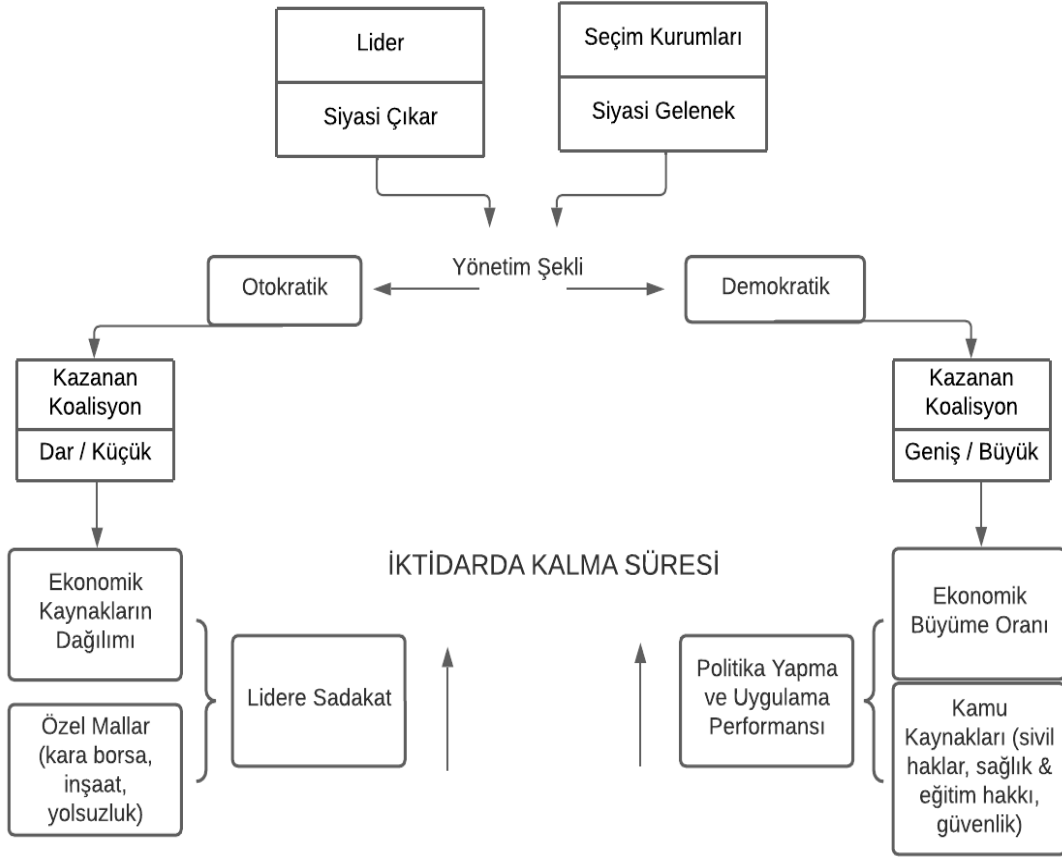 Lider
Siyasi Çıkar
Seçim Kurumları
Siyasi Gelenek
Yönetim Şekli
Otokratik
Demokratik
Kazanan
Koalisyon
Dar / Küçük
Kazanan
Koalisyon
Geniş / Büyük
İKTİDARDA KALMA SÜRESİ
Ekonomik
Kaynakların
Dağılımı
Özel Mallar
(kara borsa,
inşaat,
yolsuzluk)
Lidere Sadakat
Politika Yapma
ve Uygulama
Performansı
Ekonomik
Büyüme Oranı
Kamu
Kaynakları (sivil
haklar, sağlık &
eğitim hakkı,
güvenlik)